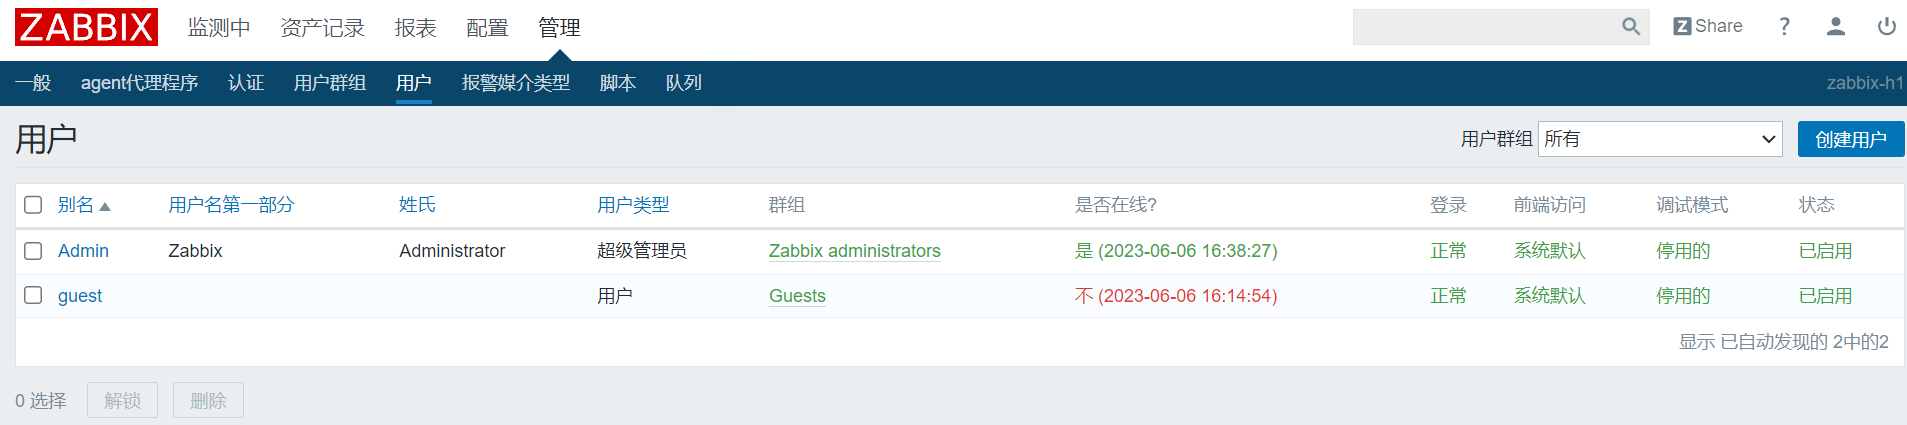 ZABBIX 监测中 资产记录 报表 配置 管理 Z Share ?
一般 agent代理程序 认证 用户群组 用户 报警媒介类型 脚本 队列 zabbix-h1
用户 用户群组 所有 创建用户
别名 用户名第一部分 姓氏 用户类型 群组 是否在线? 登录 前端访问 调试模式 状态
Admin Zabbix Administrator 超级管理员 Zabbix administrators 是 (2023-06-06 16:38:27) 正常 系统默认 停用的 已启用
guest 用户 Guests 不 (2023-06-06 16:14:54) 正常 系统默认 停用的 已启用
显示 已自动发现的 2中的2
0 选择 解锁 删除